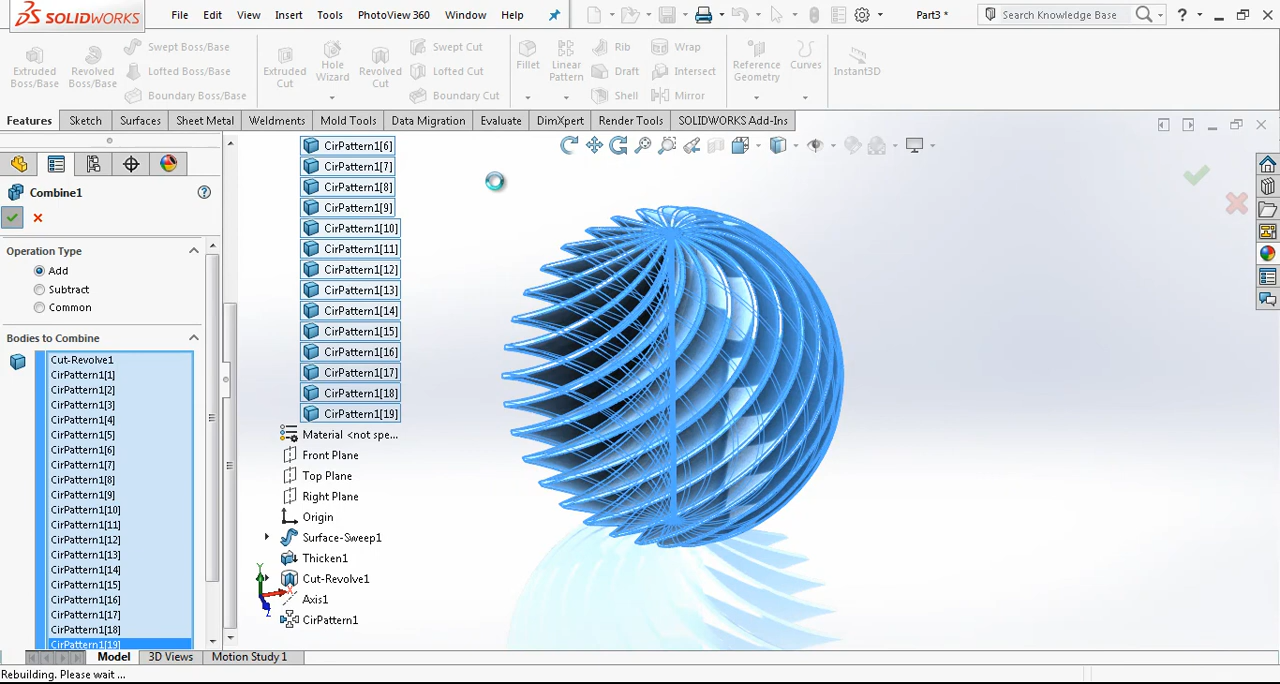 SOLIDWORKS File Edit View Insert Tools PhotoView 360 Window Help Part3 * Search Knowledge Base ?
Extruded Boss/Base
Revolved Boss/Base
Swept Boss/Base
Lofted Boss/Base
Boundary Boss/Base
Extruded Cut
Hole Wizard
Revolved Cut
Swept Cut
Lofted Cut
Boundary Cut
Fillet
Linear Pattern
Rib
Draft
Shell
Wrap
Intersect
Mirror
Reference Geometry
Curves
Instant3D
Features Sketch Surfaces Sheet Metal Weldments Mold Tools Data Migration Evaluate DimXpert Render Tools SOLIDWORKS Add-Ins
Combine1
Operation Type
Add
Subtract
Common
Bodies to Combine
Cut-Revolve1
CirPattern1[1]
CirPattern1[2]
CirPattern1[3]
CirPattern1[4]
CirPattern1[5]
CirPattern1[6]
CirPattern1[7]
CirPattern1[8]
CirPattern1[9]
CirPattern1[10]
CirPattern1[11]
CirPattern1[12]
CirPattern1[13]
CirPattern1[14]
CirPattern1[15]
CirPattern1[16]
CirPattern1[17]
CirPattern1[18]
CirPattern1[19]
CirPattern1[6]
CirPattern1[7]
CirPattern1[8]
CirPattern1[9]
CirPattern1[10]
CirPattern1[11]
CirPattern1[12]
CirPattern1[13]
CirPattern1[14]
CirPattern1[15]
CirPattern1[16]
CirPattern1[17]
CirPattern1[18]
CirPattern1[19]
Material <not spe...
Front Plane
Top Plane
Right Plane
Origin
Surface-Sweep1
Thicken1
Cut-Revolve1
Axis1
CirPattern1
Y
X
Z
Model 3D Views Motion Study 1
Rebuilding. Please wait ...